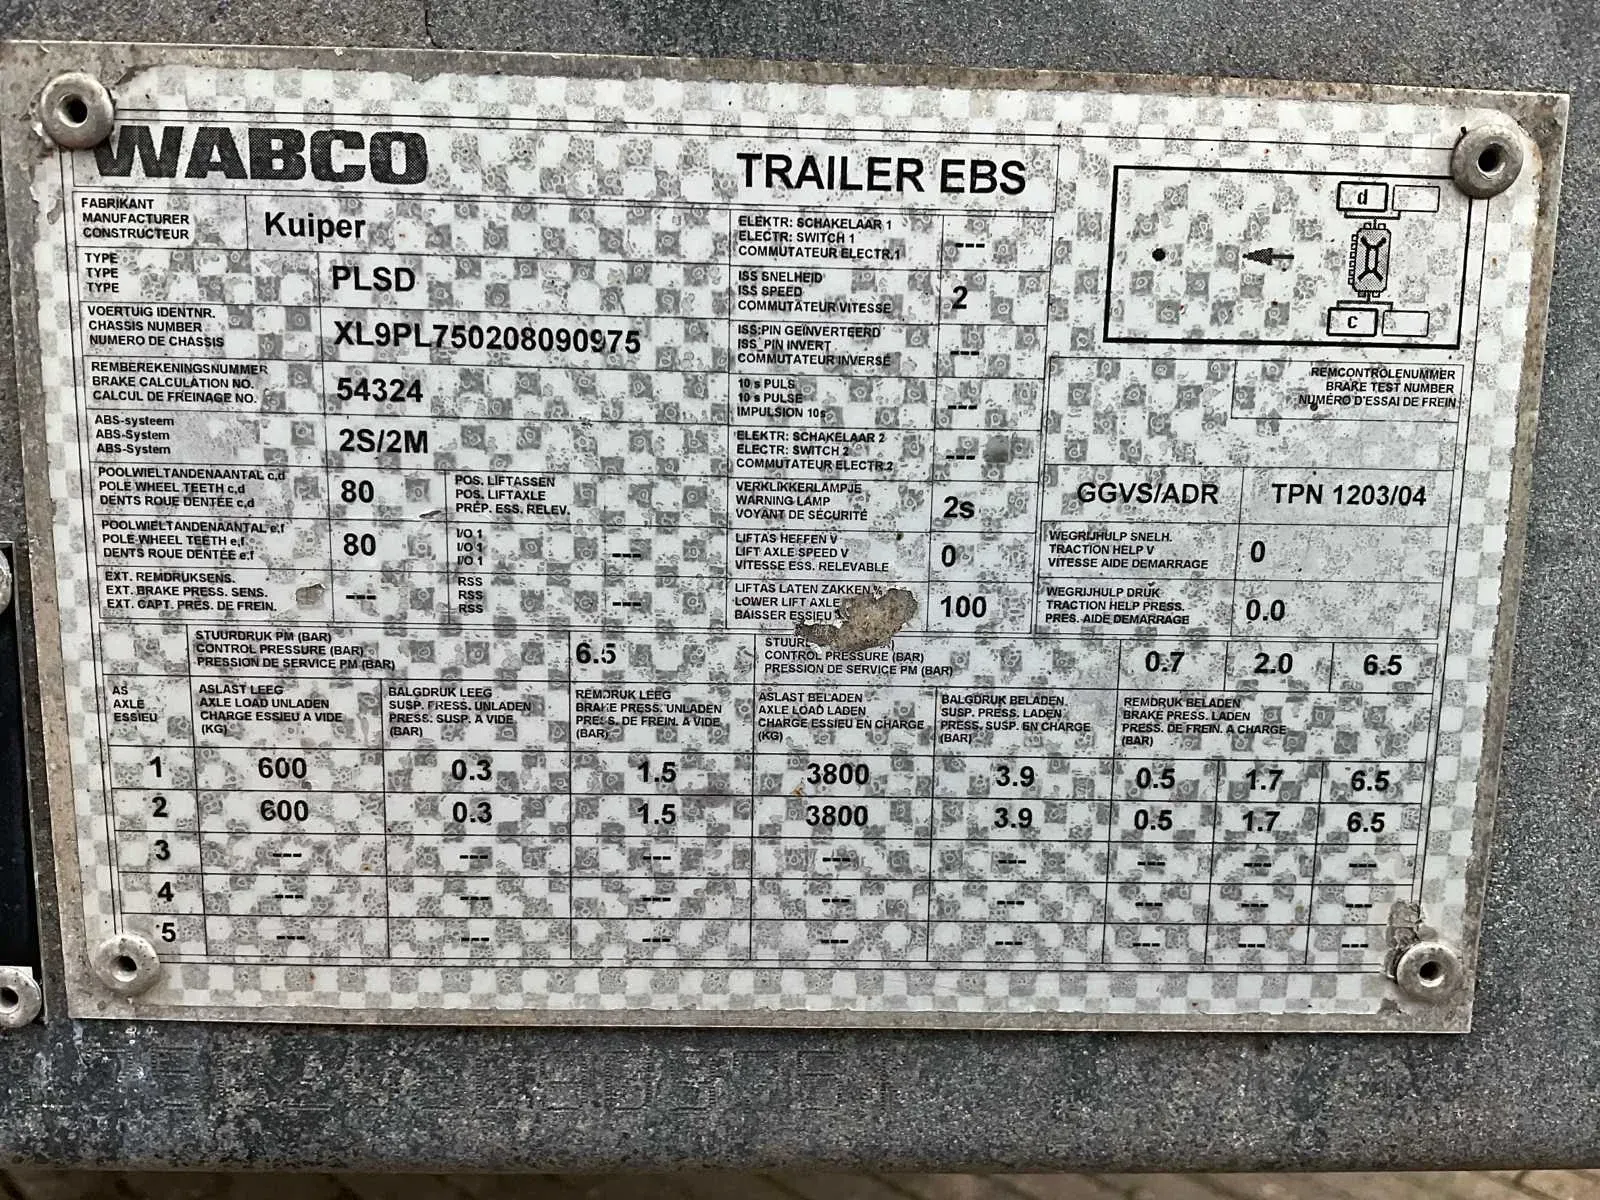 WABCO
TRAILER EBS
FABRIKANT
MANUFACTURER
CONSTRUCTEUR
Kuiper
TYPE
TYPE
TYPE
PLSD
VOERTUIG IDENTNR.
CHASSIS NUMBER
NUMERO DE CHASSIS
XL9PL750208090975
REMBEREKENINGSNUMMER
BRAKE CALCULATION NO.
CALCUL DE FREINAGE NO.
54324
ABS-systeem
ABS-System
ABS-System
2S/2M
POOLWIELTANDENAANTAL c,d
POLE WHEEL TEETH c,d
DENTS ROUE DENTÉE c,d
80
POS. LIFTASSEN
POS. LIFTAXLE
PRÉP. ESS. RELEV.
POOLWIELTANDENAANTAL e,f
POLE WHEEL TEETH e,f
DENTS ROUE DENTÉE e,f
80
I/O 1
I/O 1
I/O 1
---
EXT. REMDRUKSENS.
EXT. BRAKE PRESS. SENS.
EXT. CAPT. PRES. DE FREIN.
---
RSS
RSS
RSS
---
ELEKTR: SCHAKELAAR 1
ELECTR: SWITCH 1
COMMUTATEUR ELECTR.1
---
ISS SNELHEID
ISS SPEED
COMMUTATEUR VITESSE
2
ISS:PIN GEÏNVERTEERD
ISS_PIN INVERT
COMMUTATEUR INVERSÉ
---
10 s PULS
10 s PULSE
IMPULSION 10s
---
ELEKTR: SCHAKELAAR 2
ELECTR: SWITCH 2
COMMUTATEUR ELECTR.2
---
VERKLIKKERLAMPJE
WARNING LAMP
VOYANT DE SÉCURITÉ
2s
LIFTAS HEFFEN V
LIFT AXLE SPEED V
VITESSE ESS. RELEVABLE
0
LIFTAS LATEN ZAKKEN %
LOWER LIFT AXLE
BAISSER ESSIEU
100
d
c
REMCONTROLENUMMER
BRAKE TEST NUMBER
NUMÉRO D'ESSAI DE FREIN.
GGVS/ADR
TPN 1203/04
WEGRIJHULP SNELH.
TRACTION HELP V
VITESSE AIDE DEMARRAGE
0
WEGRIJHULP DRUK
TRACTION HELP PRESS.
PRES. AIDE DEMARRAGE
0.0
STUURDRUK PM (BAR)
CONTROL PRESSURE (BAR)
PRESSION DE SERVICE PM (BAR)
6.5
CONTROL PRESSURE (BAR)
PRESSION DE SERVICE PM (BAR)
0.7 2.0 6.5
AS
AXLE
ESSIEU
ASLAST LEEG
AXLE LOAD UNLADEN
CHARGE ESSIEU A VIDE
(KG)
BALGDRUK LEEG
SUSP. PRESS. UNLADEN
PRESS. SUSP. A VIDE
(BAR)
REMDRUK LEEG
BRAKE PRESS. UNLADEN
PRESS. DE FREIN. A VIDE
(BAR)
ASLAST BELADEN
AXLE LOAD LADEN
CHARGE ESSIEU EN CHARGE
(KG)
BALGDRUK BELADEN
SUSP. PRESS. LADEN
PRESS. SUSP. EN CHARGE
(BAR)
REMDRUK BELADEN
BRAKE PRESS. LADEN
PRESS. DE FREIN. A CHARGE
(BAR)
1 600 0.3 1.5 3800 3.9 0.5 1.7 6.5
2 600 0.3 1.5 3800 3.9 0.5 1.7 6.5
3 --- --- --- --- --- --- --- ---
4 --- --- --- --- --- --- --- ---
5 --- --- --- --- --- --- --- ---